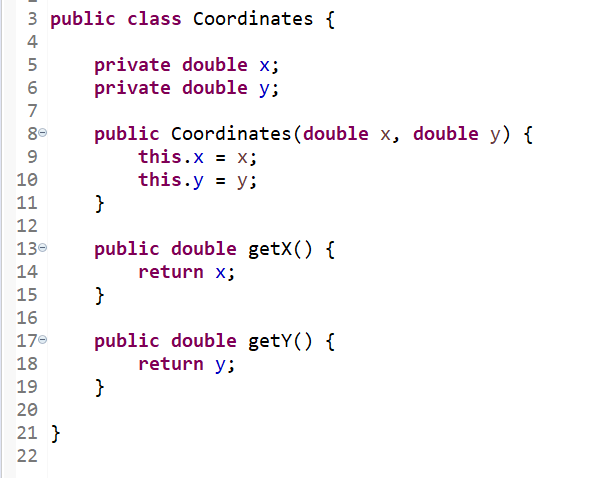 3 public class Coordinates {
4
5     private double x;
6     private double y;
7
8     public Coordinates(double x, double y) {
9         this.x = x;
10         this.y = y;
11     }
12
13     public double getX() {
14         return x;
15     }
16
17     public double getY() {
18         return y;
19     }
20
21 }
22